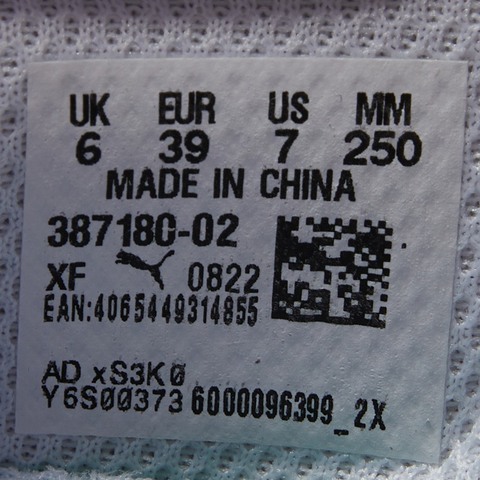 UK EUR US MM
6 39 7 250
MADE IN CHINA
387180-02
XF 0822
EAN:4065449314855
AD xS3K0
Y6S00373 6000096399_2X